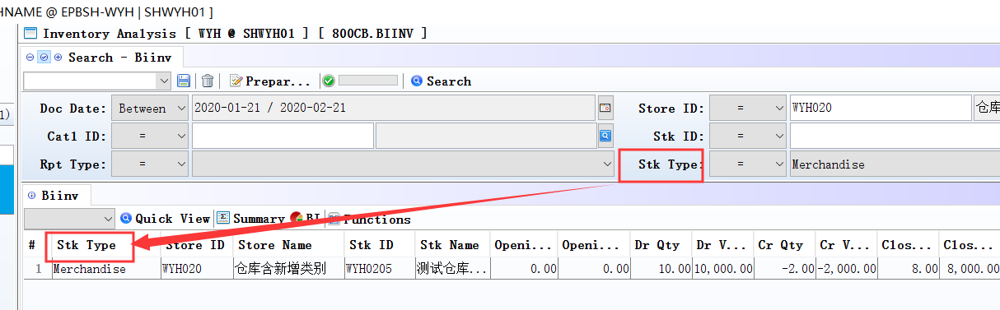 HNAME @ EPBSH-WYH | SHWYH01 ]
Inventory Analysis [ WYH @ SHWYH01 ] [ 800CB.BIINV ]
Search - Biinv
Prepar... Search
Doc Date: Between 2020-01-21 / 2020-02-21 Store ID: = WYH020 仓库
1)
Cat1 ID: = Stk ID: =
Rpt Type: = Stk Type: = Merchandise
Biinv
Quick View Summary BI Functions
# Stk Type Store ID Store Name Stk ID Stk Name Openi... Openi... Dr Qty Dr V... Cr Qty Cr V... Clos... Clos...
1 Merchandise WYH020 仓库含新增类别 WYH0205 测试仓库... 0.00 0.00 10.00 10,000.00 -2.00 -2,000.00 8.00 8,000.00